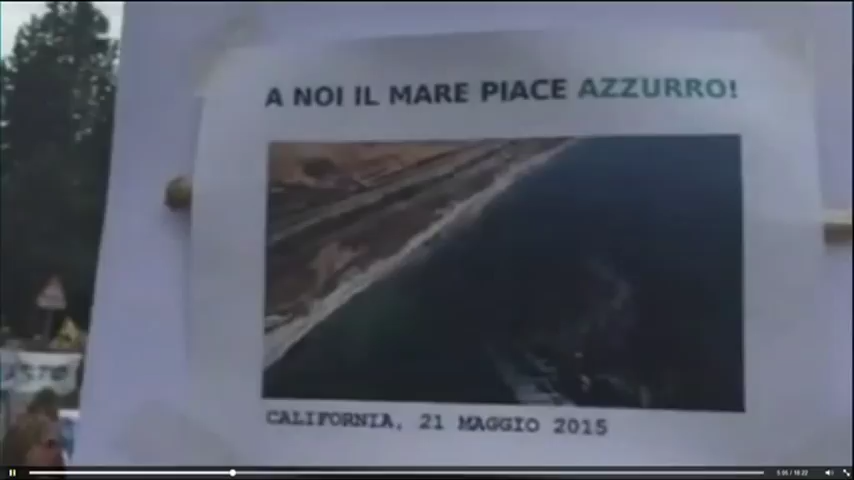 A NOI IL MARE PIACE AZZURRO!
CALIFORNIA, 21 MAGGIO 2015